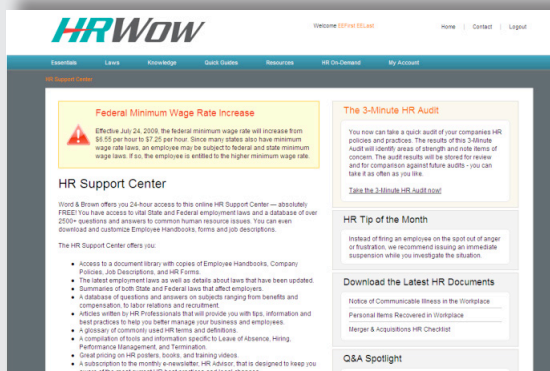 HRWOW
Welcome EEFirst EELast
Home | Contact | Logout
Essentials Laws Knowledge Quick Guides Resources HR On-Demand My Account
HR Support Center
Federal Minimum Wage Rate Increase
Effective July 24, 2009, the federal minimum wage rate will increase from
$6.55 per hour to $7.25 per hour. Since many states also have minimum
wage rate laws, an employee may be subject to federal and state minimum
wage laws. If so, the employee is entitled to the higher minimum wage rate.
HR Support Center
Word & Brown offers you 24-hour access to this online HR Support Center — absolutely
FREE! You have access to vital State and Federal employment laws and a database of over
2500+ questions and answers to common human resource issues. You can even
download and customize Employee Handbooks, forms and job descriptions.
The HR Support Center offers you:
• Access to a document library with copies of Employee Handbooks, Company
Policies, Job Descriptions, and HR Forms.
• The latest employment laws as well as details about laws that have been updated.
• Summaries of both State and Federal laws that affect employers.
• A database of questions and answers on subjects ranging from benefits and
compensation, to labor relations and recruitment.
• Articles written by HR Professionals that will provide you with tips, information and
best practices to help you better manage your business and employees.
• A glossary of commonly used HR terms and definitions.
• A compilation of tools and information specific to Leave of Absence, Hiring,
Performance Management, and Termination.
• Great pricing on HR posters, books, and training videos.
• A subscription to the monthly e-newsletter, HR Advisor, that is designed to keep you
The 3-Minute HR Audit
You now can take a quick audit of your companies HR
policies and practices. The results of this 3-Minute
Audit will identify areas of strength and note items of
concern. The audit results will be stored for review
and for comparison against future audits - you can
take it as often as you like.
Take the 3-Minute HR Audit now!
HR Tip of the Month
Instead of firing an employee on the spot out of anger
or frustration, we recommend issuing an immediate
suspension while you investigate the situation.
Download the Latest HR Documents
Notice of Communicable Illness in the Workplace
Personal Items Recovered in Workplace
Merger & Acquisitions HR Checklist
Q&A Spotlight